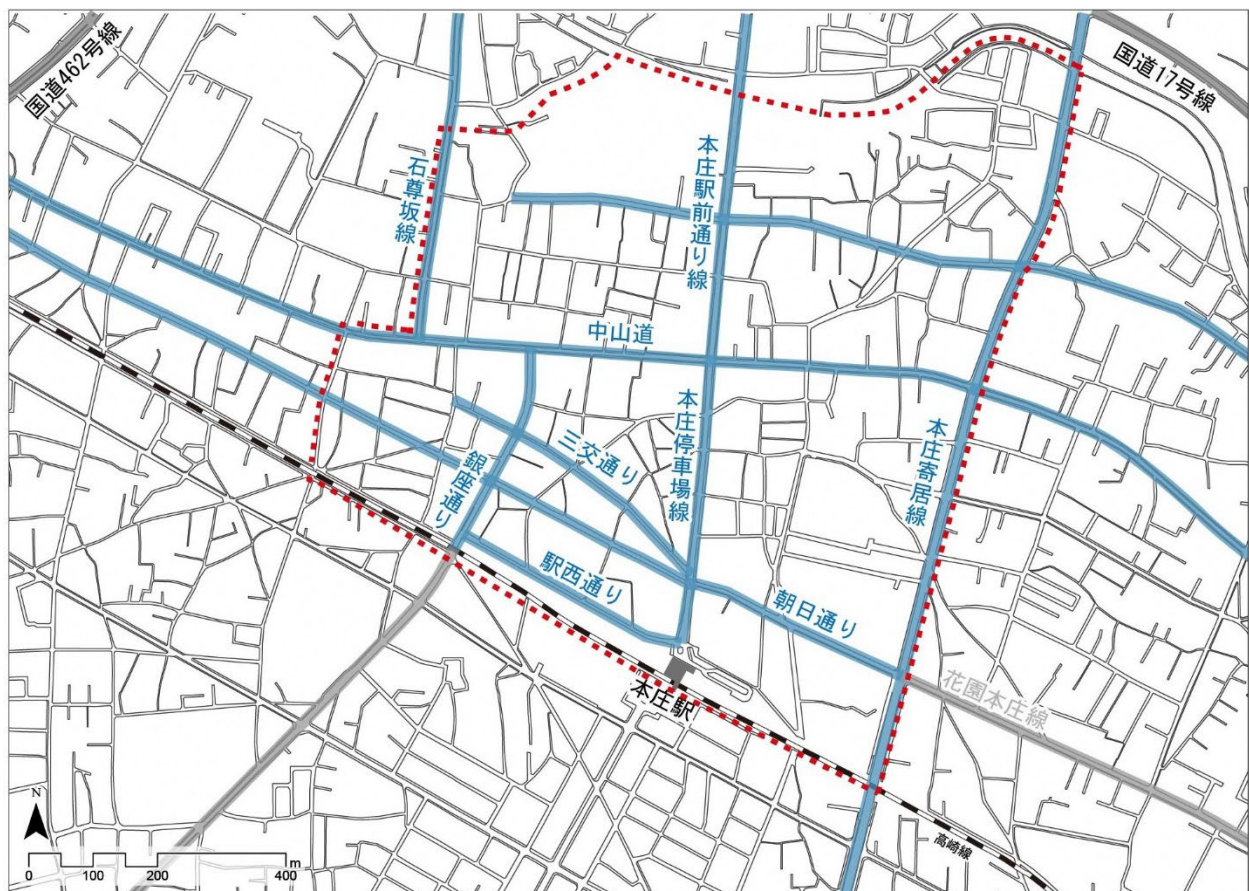 国道462号線
国道17号線
石尊坂線
本庄駅前通り線
中山道
三交通り
本庄停車場線
本庄寄居線
銀座通り
駅西通り
朝日通り
本庄駅
花園本庄線
高崎線
N
m
0 100 200 400